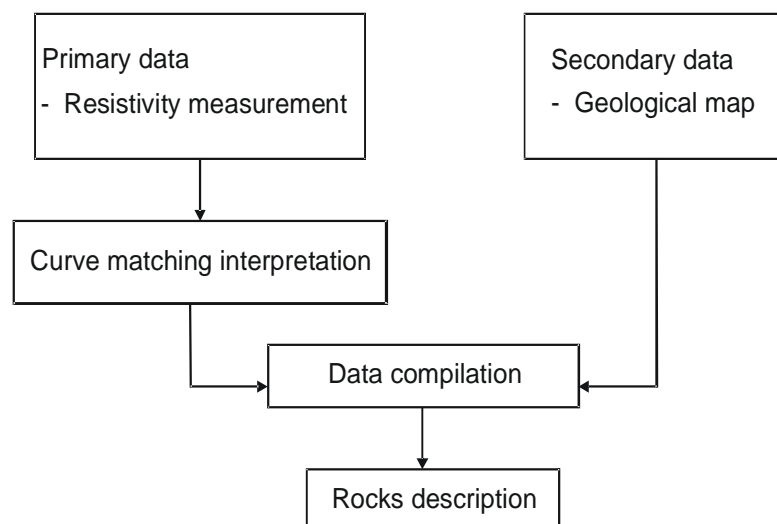 Primary data
- Resistivity measurement
Secondary data
- Geological map
Curve matching interpretation
Data compilation
Rocks description